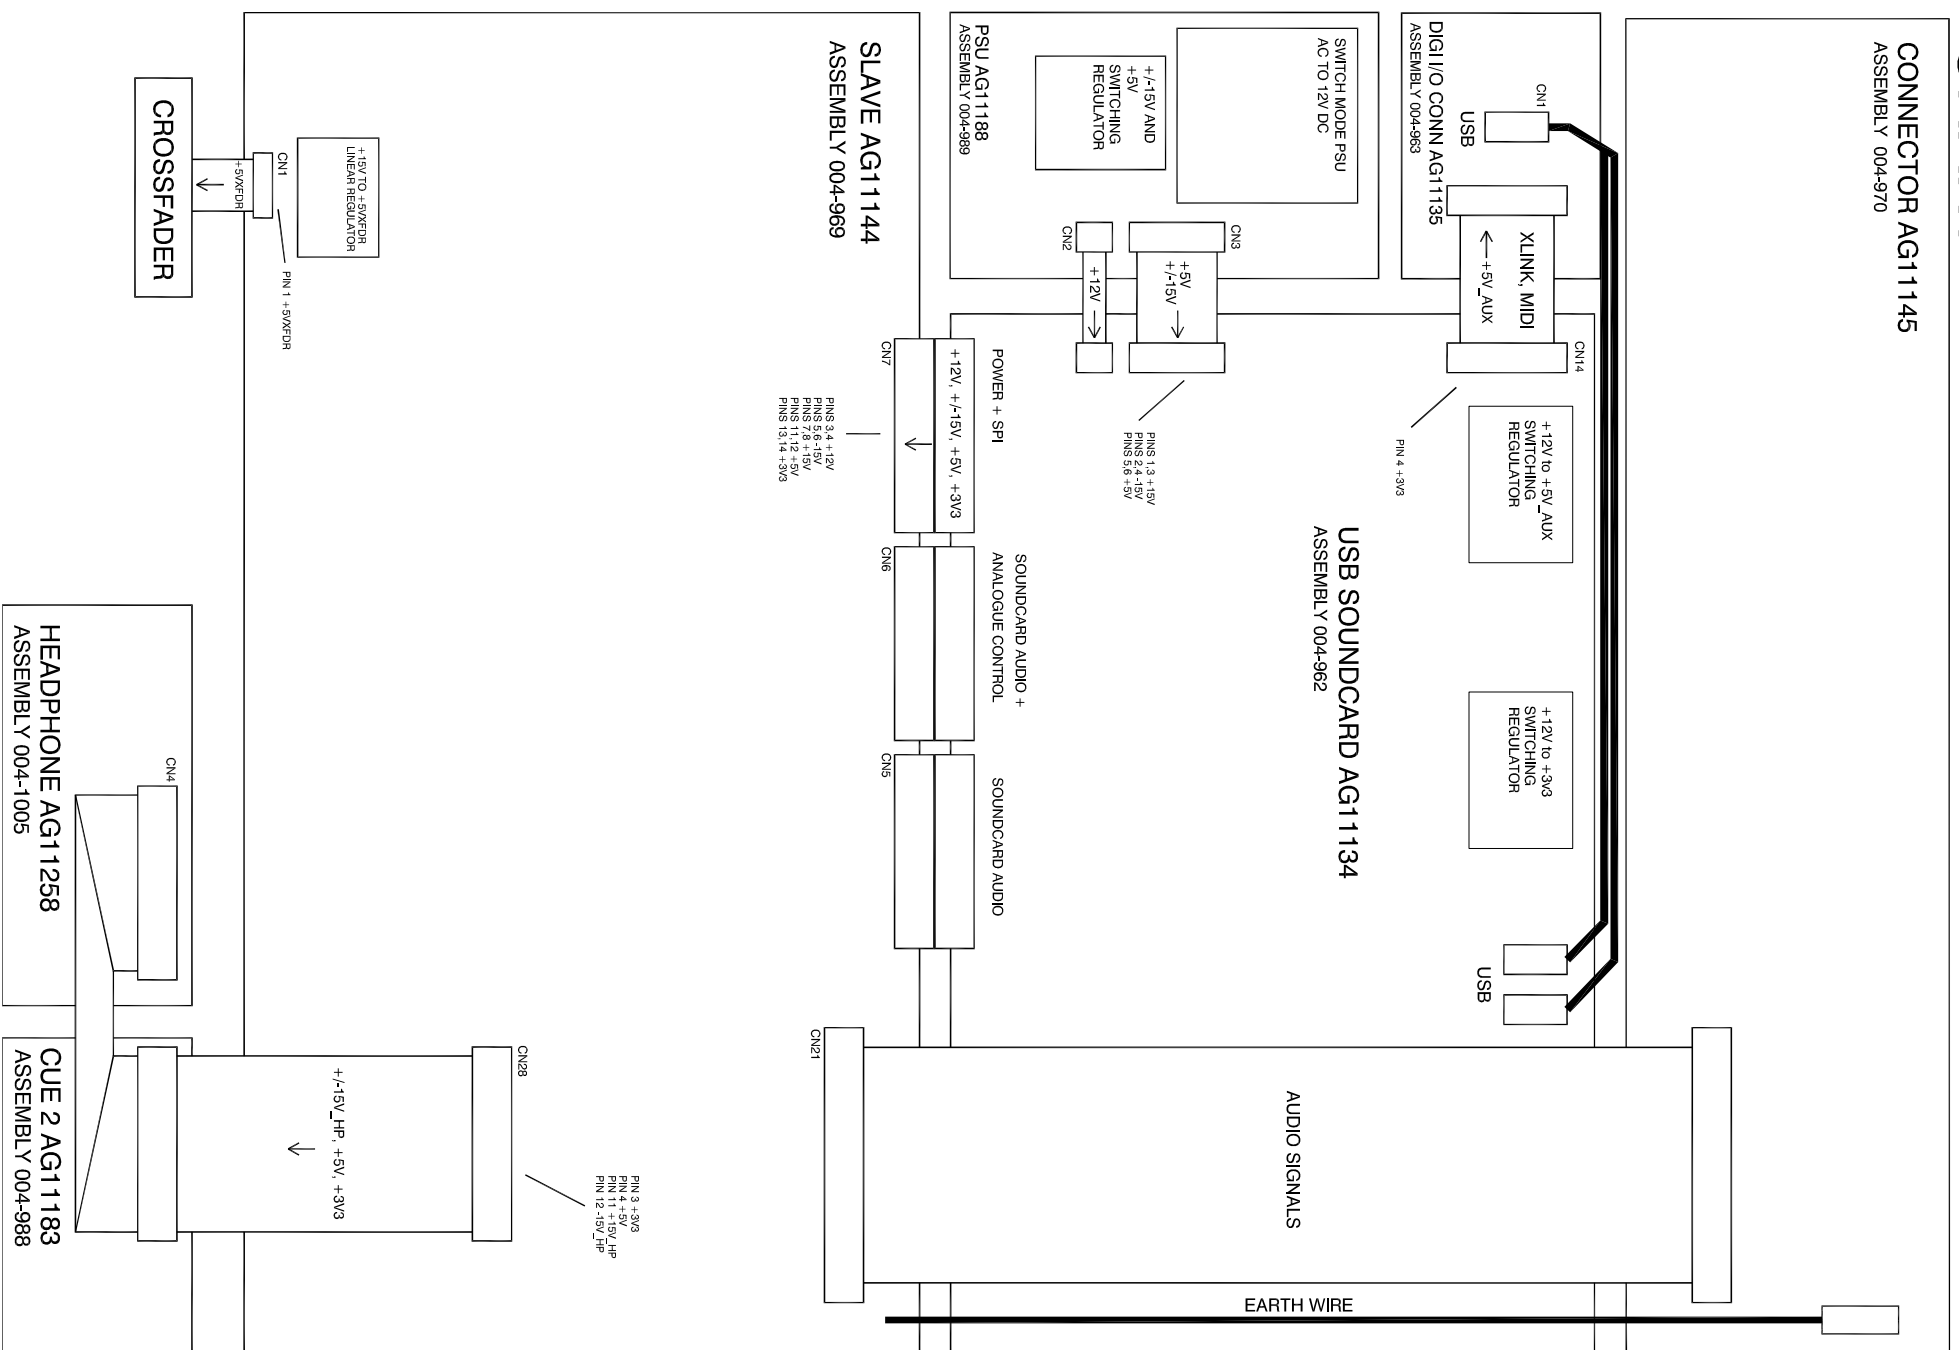 CONNECTOR AG11145
ASSEMBLY 004-970
DIGI I/O CONN AG11135
ASSEMBLY 004-963
CN1
USB
XLINK, MIDI
+5V_AUX
CN14
PIN 4 +3V3
+12V to +5V_AUX
SWITCHING
REGULATOR
+12V to +3v3
SWITCHING
REGULATOR
USB
USB SOUNDCARD AG11134
ASSEMBLY 004-962
SWITCH MODE PSU
AC TO 12V DC
+/-15V AND
+5V
SWITCHING
REGULATOR
PSU AG11188
ASSEMBLY 004-989
CN3
+5V
+/-15V
CN2
+12V
PINS 1,3 +15V
PINS 2,4 -15V
PINS 5,6 +5V
POWER + SPI
+12V, +/-15V, +5V, +3V3
CN7
PINS 3,4 +12V
PINS 5,6 -15V
PINS 7,8 +15V
PINS 11,12 +5V
PINS 13,14 +3V3
SOUNDCARD AUDIO +
ANALOGUE CONTROL
CN6
SOUNDCARD AUDIO
CN5
AUDIO SIGNALS
CN21
EARTH WIRE
SLAVE AG11144
ASSEMBLY 004-969
+15V TO +5VXFDR
LINEAR REGULATOR
CN1
+5VXFDR
PIN 1 +5VXFDR
CROSSFADER
CN28
PIN 3 +3V3
PIN 4 +5V
PIN 11 +15V_HP
PIN 12 -15V_HP
+/-15V_HP, +5V, +3V3
CN4
HEADPHONE AG11258
ASSEMBLY 004-1005
CUE 2 AG11183
ASSEMBLY 004-988